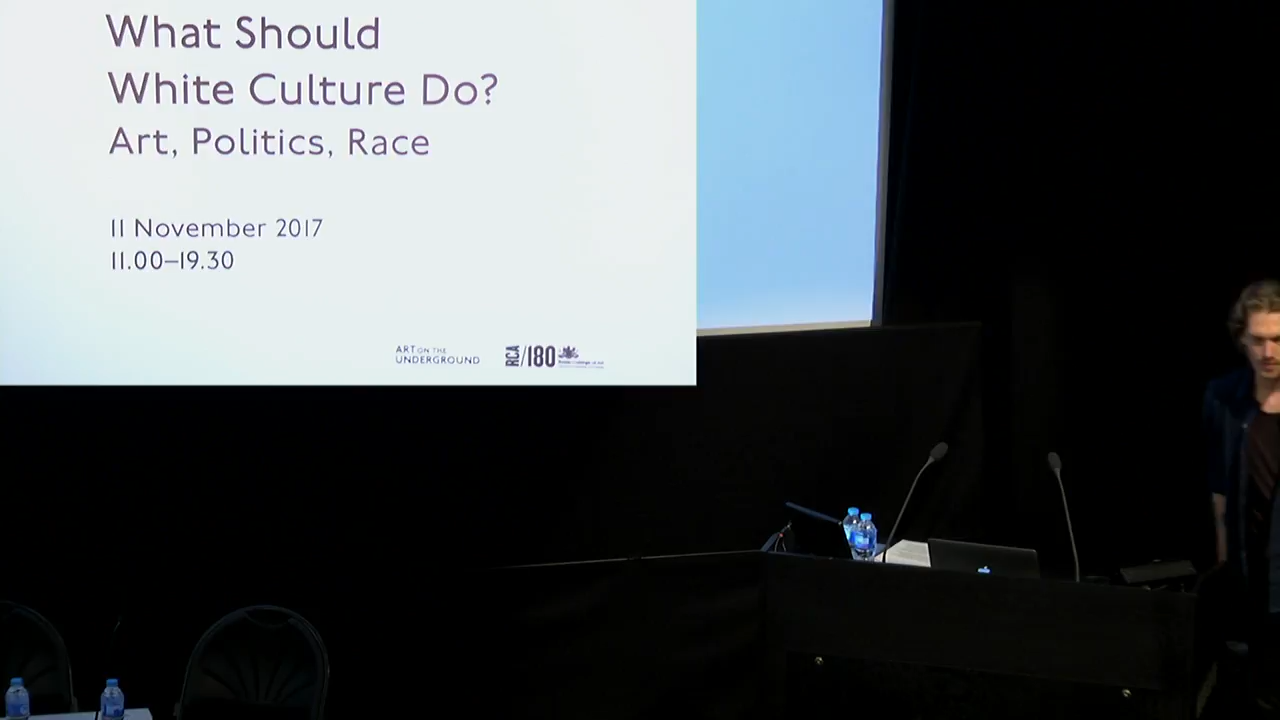 What Should
White Culture Do?
Art, Politics, Race
11 November 2017
11.00–19.30
ART ON THE
UNDERGROUND
RCA/180